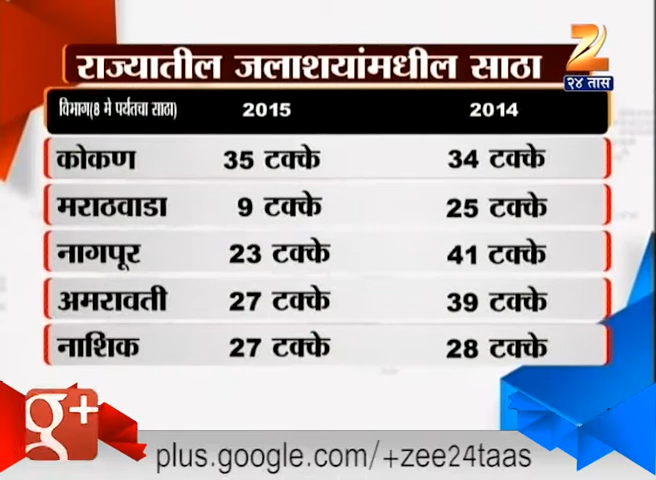 राज्यातील जलाशयांमधील साठा
२४ तास
विभाग(8 मे पर्यंतचा साठा) 2015 2014
कोकण 35 टक्के 34 टक्के
मराठवाडा 9 टक्के 25 टक्के
नागपूर 23 टक्के 41 टक्के
अमरावती 27 टक्के 39 टक्के
नाशिक 27 टक्के 28 टक्के
g+
plus.google.com/+zee24taas